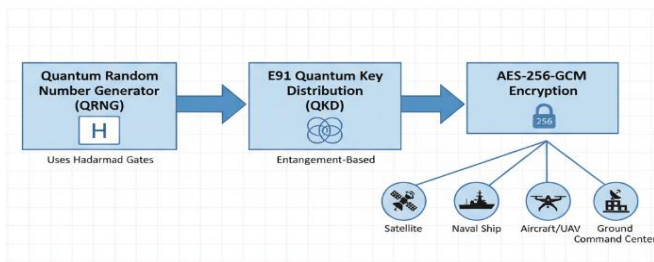 Quantum Random
Number Generator
(QRNG)
H
Uses Hadarmad Gates
E91 Quantum Key
Distribution
(QKD)
Entangement-Based
AES-256-GCM
Encryption
256
Satellite
Naval Ship
Aircraft/UAV
Ground
Command Center